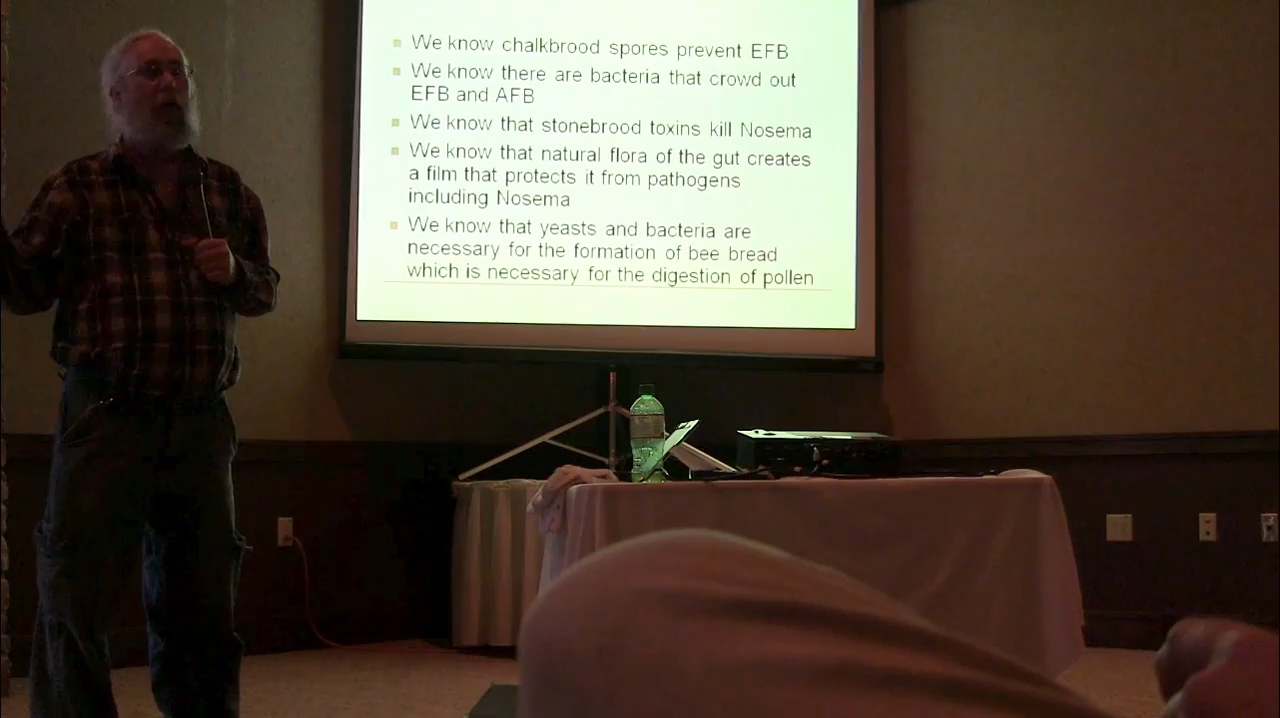 We know chalkbrood spores prevent EFB
We know there are bacteria that crowd out
EFB and AFB
We know that stonebrood toxins kill Nosema
We know that natural flora of the gut creates
a film that protects it from pathogens
including Nosema
We know that yeasts and bacteria are
necessary for the formation of bee bread
which is necessary for the digestion of pollen